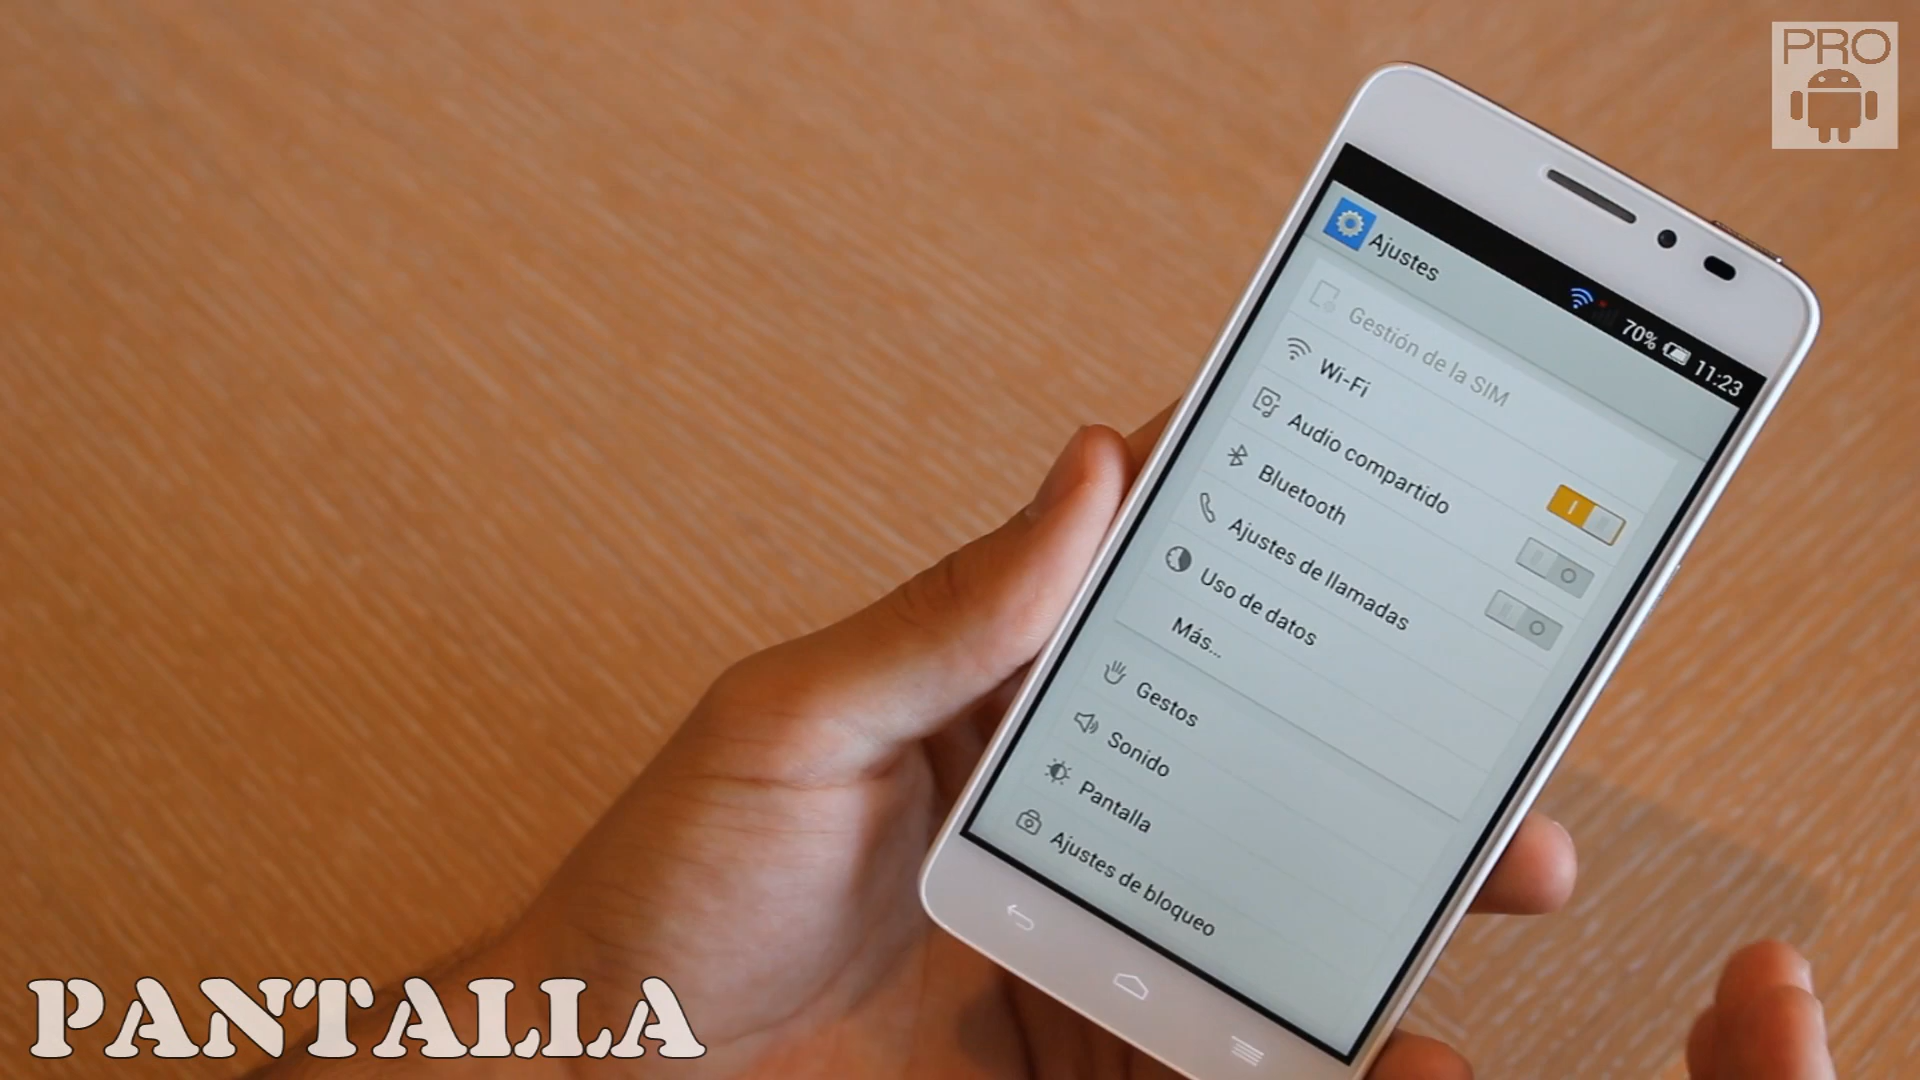 PRO
70% 11:23
Ajustes
Gestión de la SIM
Wi-Fi
Audio compartido
Bluetooth
Ajustes de llamadas
Uso de datos
Más...
Gestos
Sonido
Pantalla
Ajustes de bloqueo
PANTALLA